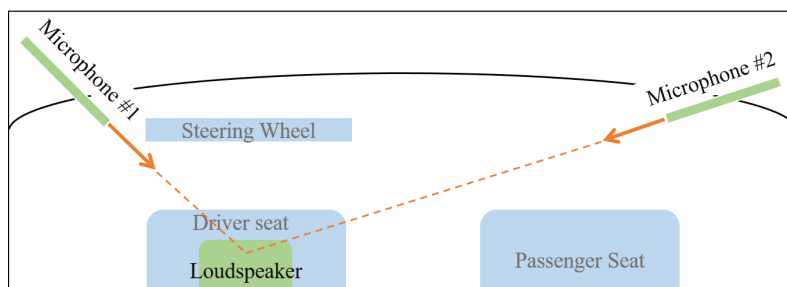 Microphone #1
Microphone #2
Steering Wheel
Driver seat
Loudspeaker
Passenger Seat